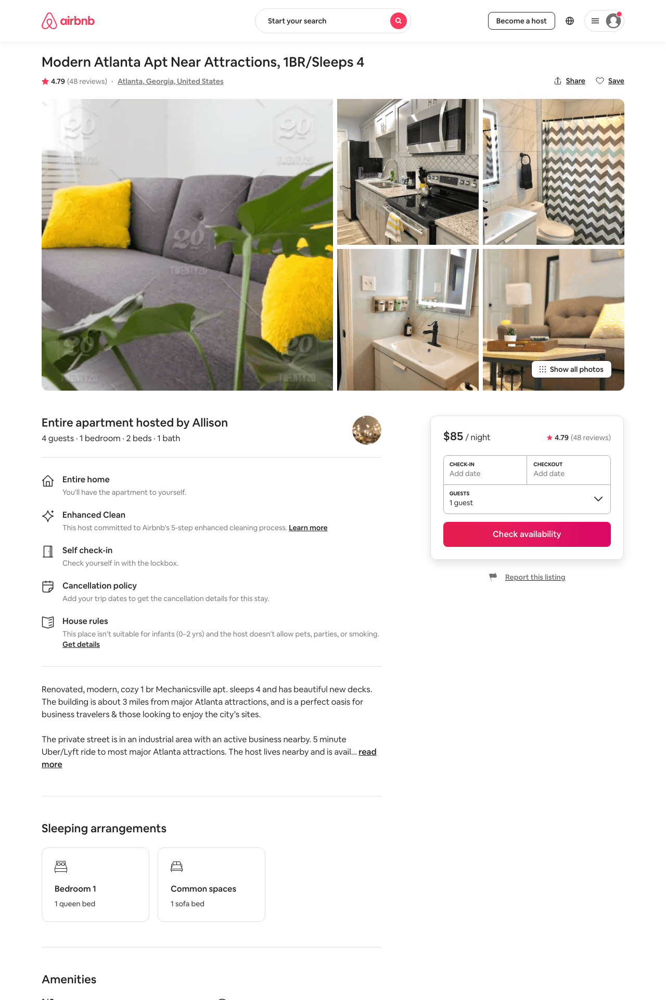 airbnb
Start your search
Become a host
Modern Atlanta Apt Near Attractions, 1BR/Sleeps 4
4.79 (48 reviews) · Atlanta, Georgia, United States
Share
Save
20
TWENTY20
20
TWENTY20
20
TWENTY20
20
TWENTY20
20
TWENTY20
Show all photos
Entire apartment hosted by Allison
4 guests · 1 bedroom · 2 beds · 1 bath
Entire home
You’ll have the apartment to yourself.
Enhanced Clean
This host committed to Airbnb's 5-step enhanced cleaning process. Learn more
Self check-in
Check yourself in with the lockbox.
Cancellation policy
Add your trip dates to get the cancellation details for this stay.
House rules
This place isn’t suitable for infants (0–2 yrs) and the host doesn’t allow pets, parties, or smoking.
Get details
$85 / night
4.79 (48 reviews)
CHECK-IN
Add date
CHECKOUT
Add date
GUESTS
1 guest
Check availability
Report this listing
Renovated, modern, cozy 1 br Mechanicsville apt. sleeps 4 and has beautiful new decks.
The building is about 3 miles from major Atlanta attractions, and is a perfect oasis for
business travelers & those looking to enjoy the city’s sites.
The private street is in an industrial area with an active business nearby. 5 minute
Uber/Lyft ride to most major Atlanta attractions. The host lives nearby and is avail… read
more
Sleeping arrangements
Bedroom 1
1 queen bed
Common spaces
1 sofa bed
Amenities